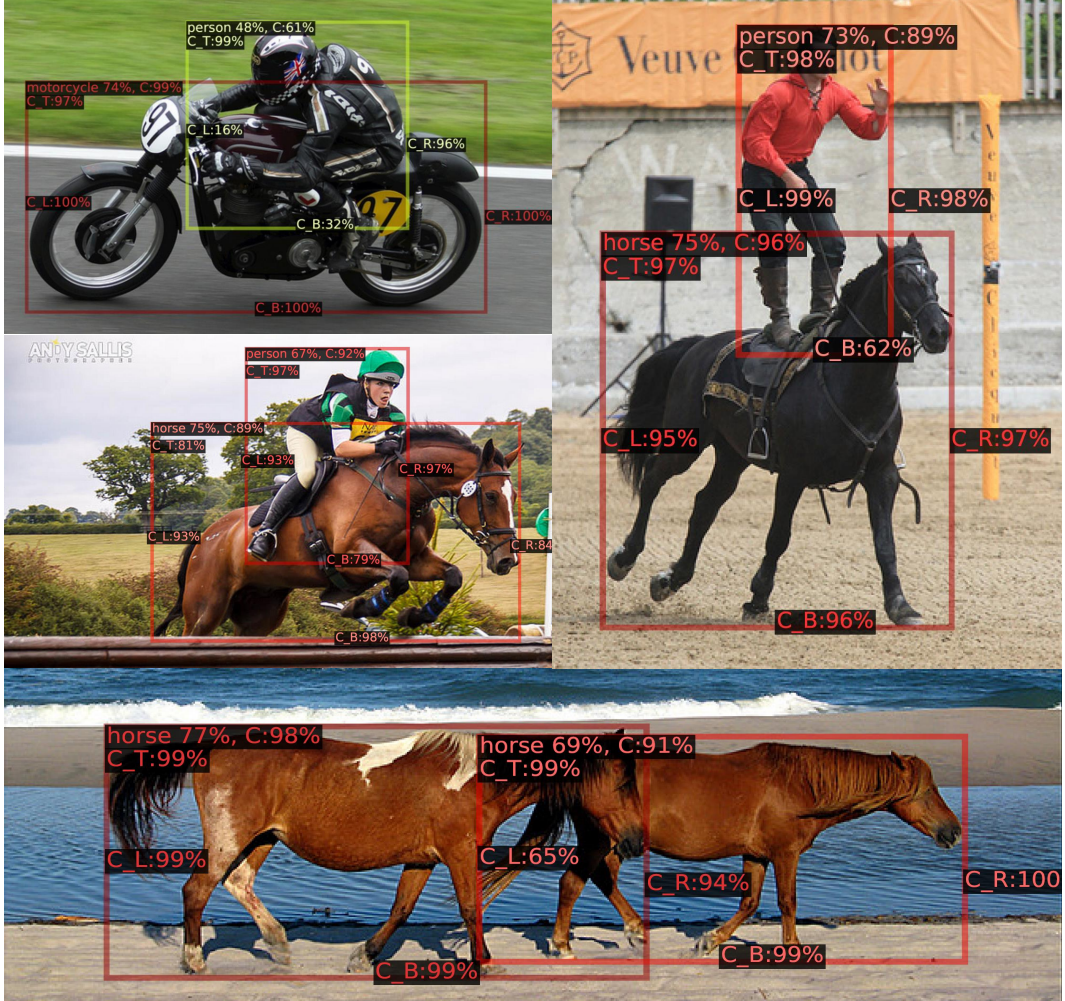 person 48%, C:61%
C_T:99%
motorcycle 74%, C:99%
C_T:97%
97
C_L:16%
C_R:96%
C_L:100%
97
C_R:100%
C_B:32%
C_B:100%
Veuve
person 73%, C:89%
C_T:98%
C_L:99%
C_R:98%
horse 75%, C:96%
C_T:97%
C_B:62%
C_L:95%
C_R:97%
C_B:96%
ANDY SALLIS
PHOTOGRAPHER
person 67%, C:92%
C_T:97%
horse 75%, C:89%
C_T:81%
C_L:93%
C_R:97%
C_L:93%
C_R:84
C_B:79%
C_B:98%
horse 77%, C:98%
C_T:99%
horse 69%, C:91%
C_T:99%
C_L:99%
C_L:65%
C_R:94%
C_R:100
C_B:99%
C_B:99%